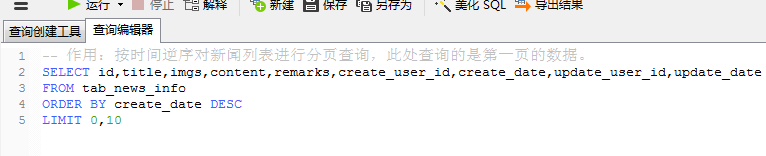 运行 停止 解释 新建 保存 另存为 美化 SQL 导出结果
查询创建工具 查询编辑器
1 -- 作用：按时间逆序对新闻列表进行分页查询，此处查询的是第一页的数据。
2 SELECT id,title,imgs,content,remarks,create_user_id,create_date,update_user_id,update_date
3 FROM tab_news_info
4 ORDER BY create_date DESC
5 LIMIT 0,10